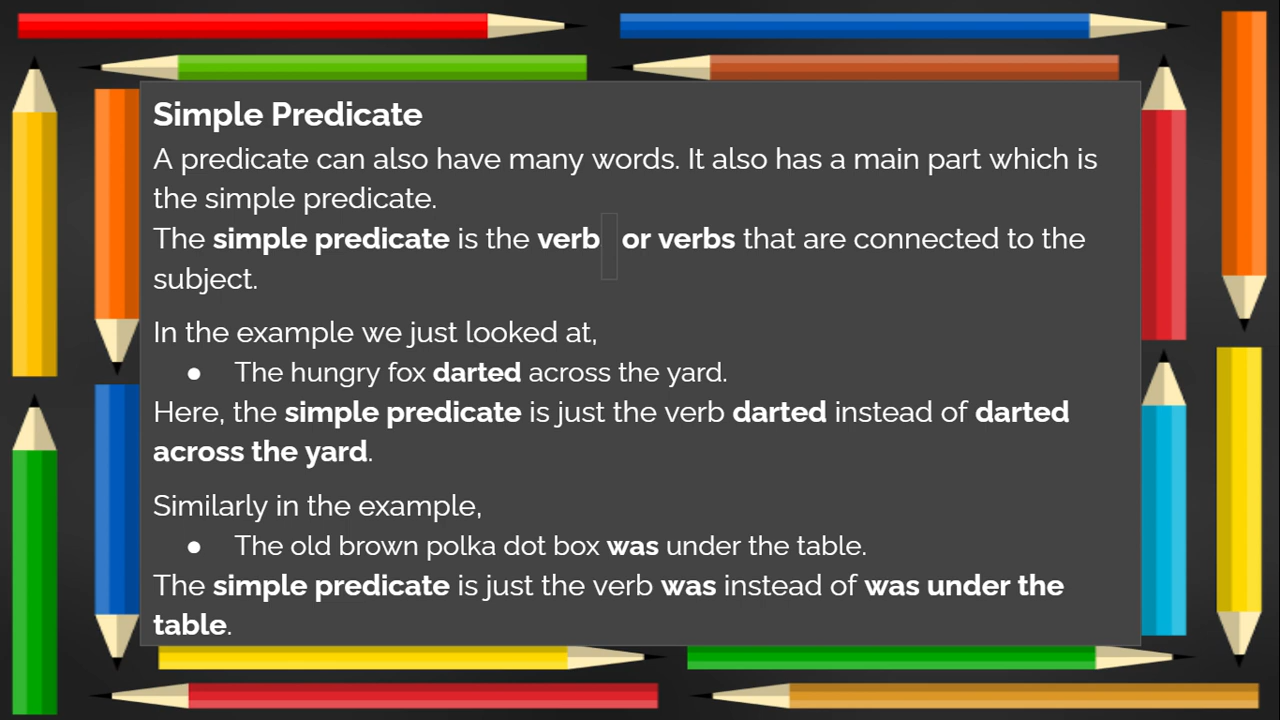 Simple Predicate
A predicate can also have many words. It also has a main part which is
the simple predicate.
The simple predicate is the verb or verbs that are connected to the
subject.
In the example we just looked at,
● The hungry fox darted across the yard.
Here, the simple predicate is just the verb darted instead of darted
across the yard.
Similarly in the example,
● The old brown polka dot box was under the table.
The simple predicate is just the verb was instead of was under the
table.